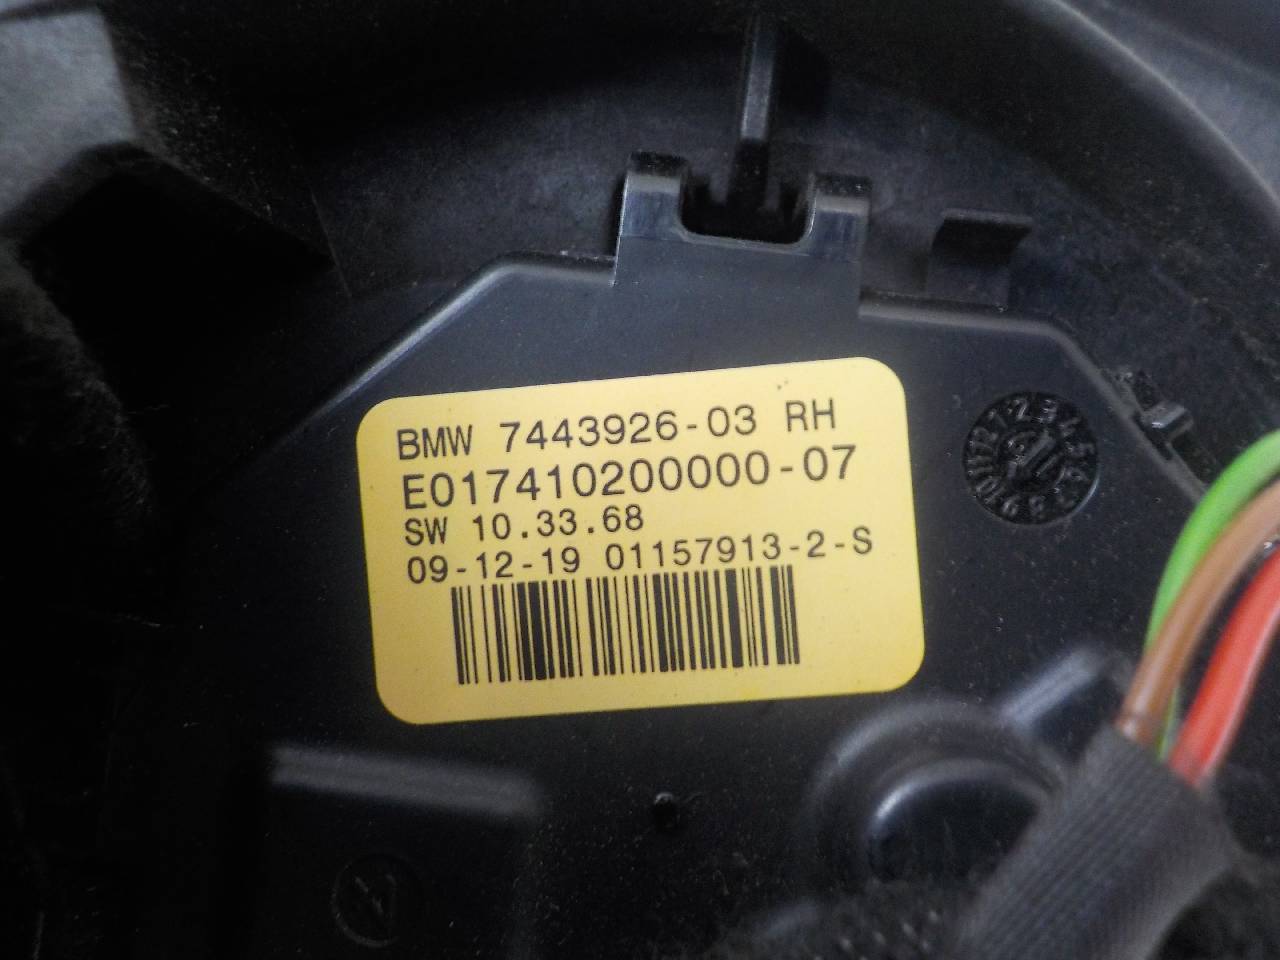 BMW 7443926-03 RH
E017410200000-07
SW 10.33.68
09-12-19 01157913-2-S